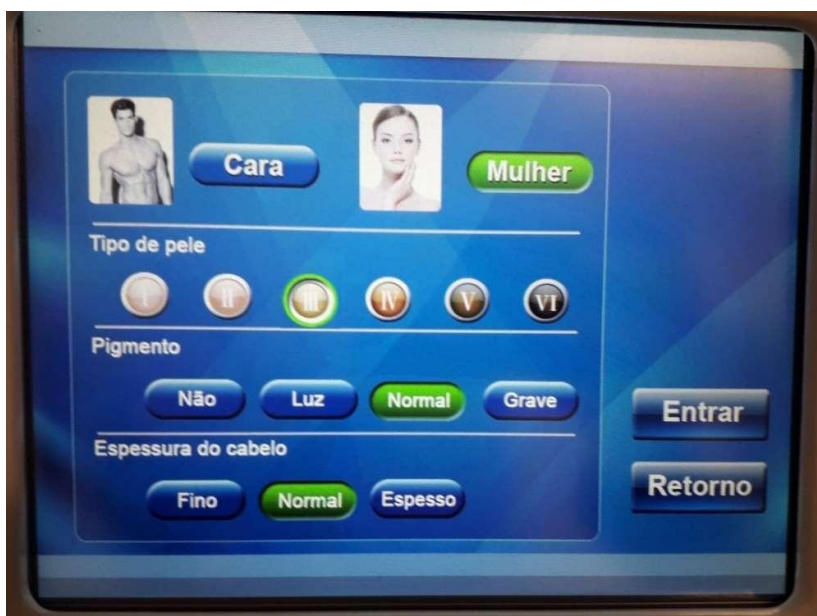 Cara
Mulher
Tipo de pele
I II III IV V VI
Pigmento
Não Luz Normal Grave
Entrar
Espessura do cabelo
Fino Normal Espesso
Retorno